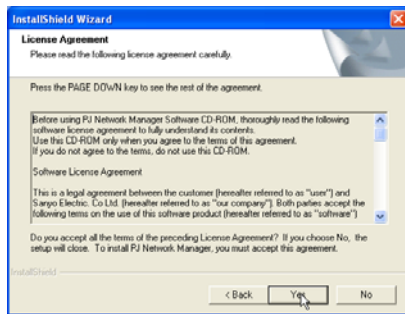 InstallShield Wizard
License Agreement
Please read the following license agreement carefully.
Press the PAGE DOWN key to see the rest of the agreement.
Before using PJ Network Manager Software CD-ROM, thoroughly read the following
software license agreement to fully understand its contents.
Use this CD-ROM only when you agree to the terms of this agreement.
If you do not agree to the terms, do not use this CD-ROM.
Software License Agreement
This is a legal agreement between the customer (hereafter referred to as "user") and
Sanyo Electric. Co Ltd. (hereafter referred to as "our company"). Both parties accept the
following terms on the use of this software product (hereafter referred to as "software")
Do you accept all the terms of the preceding License Agreement? If you choose No, the
setup will close. To install PJ Network Manager, you must accept this agreement.
InstallShield
< Back Yes No